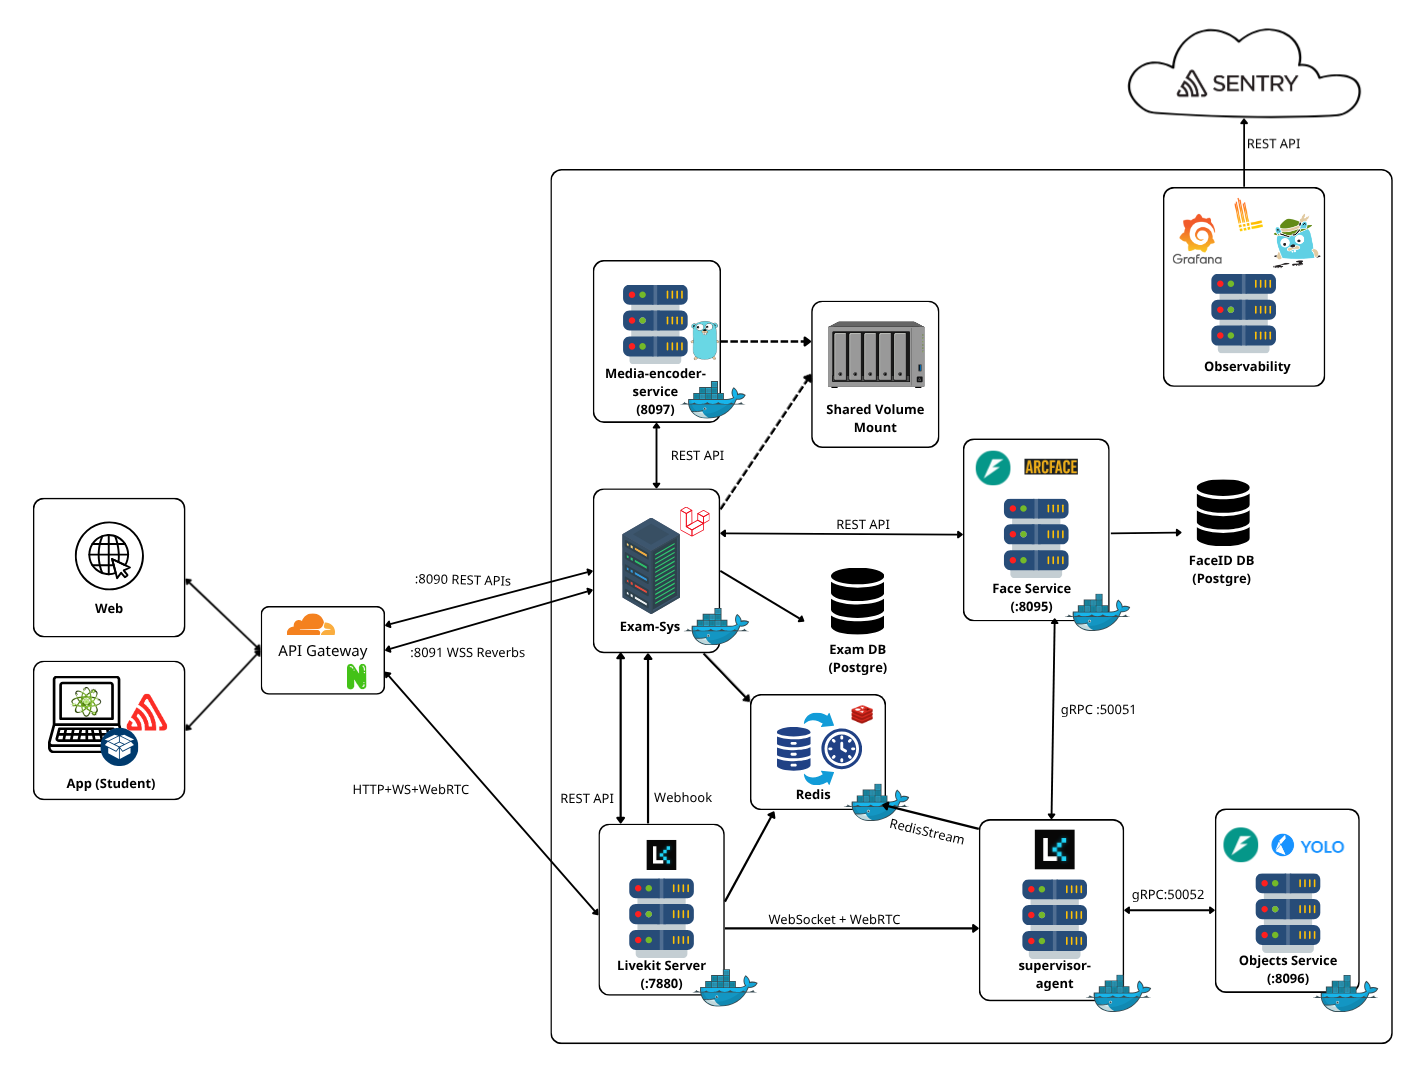 SENTRY
REST API
Grafana
Observability
Media-encoder-
service
(8097)
Shared Volume
Mount
REST API
ARCFACE
REST API
Face Service
(:8095)
FaceID DB
(Postgre)
Web
:8090 REST APIs
Exam-Sys
API Gateway
:8091 WSS Reverbs
Exam DB
(Postgre)
App (Student)
gRPC :50051
HTTP+WS+WebRTC
REST API
Webhook
Redis
RedisStream
YOLO
gRPC:50052
WebSocket + WebRTC
Livekit Server
(:7880)
supervisor-
agent
Objects Service
(:8096)